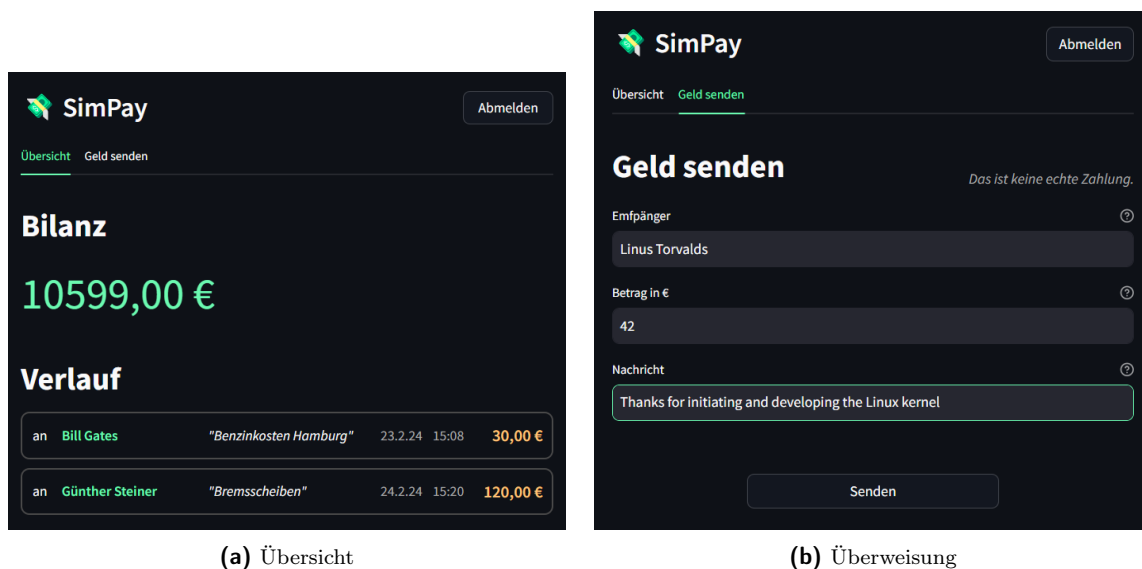 SimPay
Abmelden
Übersicht Geld senden
Bilanz
10599,00 €
Verlauf
an Bill Gates "Benzinkosten Hamburg" 23.2.24 15:08 30,00 €
an Günther Steiner "Bremsscheiben" 24.2.24 15:20 120,00 €
(a) Übersicht
SimPay
Abmelden
Übersicht Geld senden
Geld senden
Das ist keine echte Zahlung.
Emfpänger
Linus Torvalds
Betrag in €
42
Nachricht
Thanks for initiating and developing the Linux kernel
Senden
(b) Überweisung